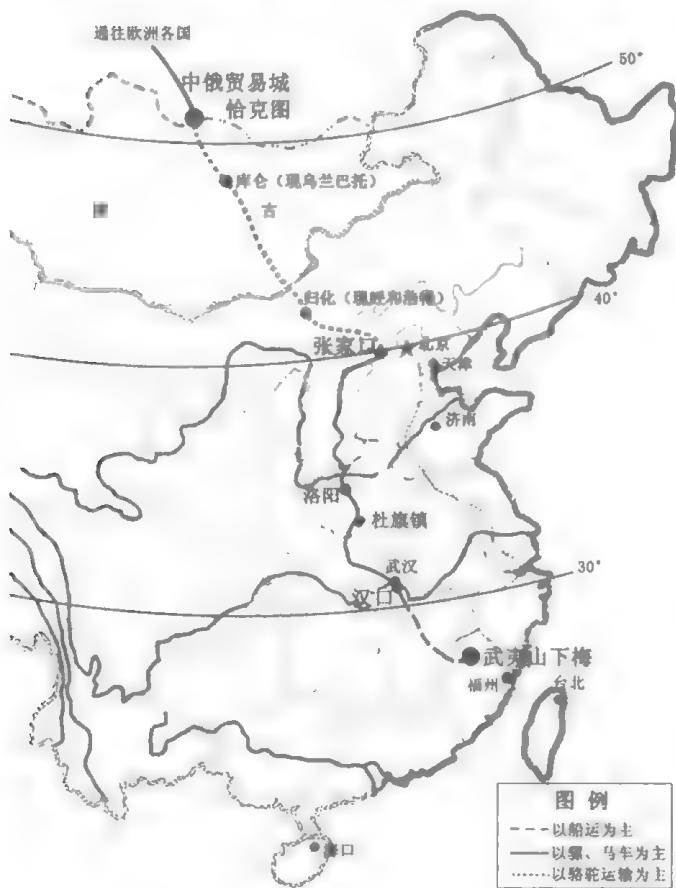 通往欧洲各国
中俄贸易城
恰克图
50°
库仑（现乌兰巴托）
古
归化（现呼和浩特）
40°
张家口
北京
天津
济南
洛阳
杜旗镇
武汉
30°
汉口
武夷山下梅
福州
台北
图 例
以船运为主
以骡、马车为主
以骆驼运输为主
口